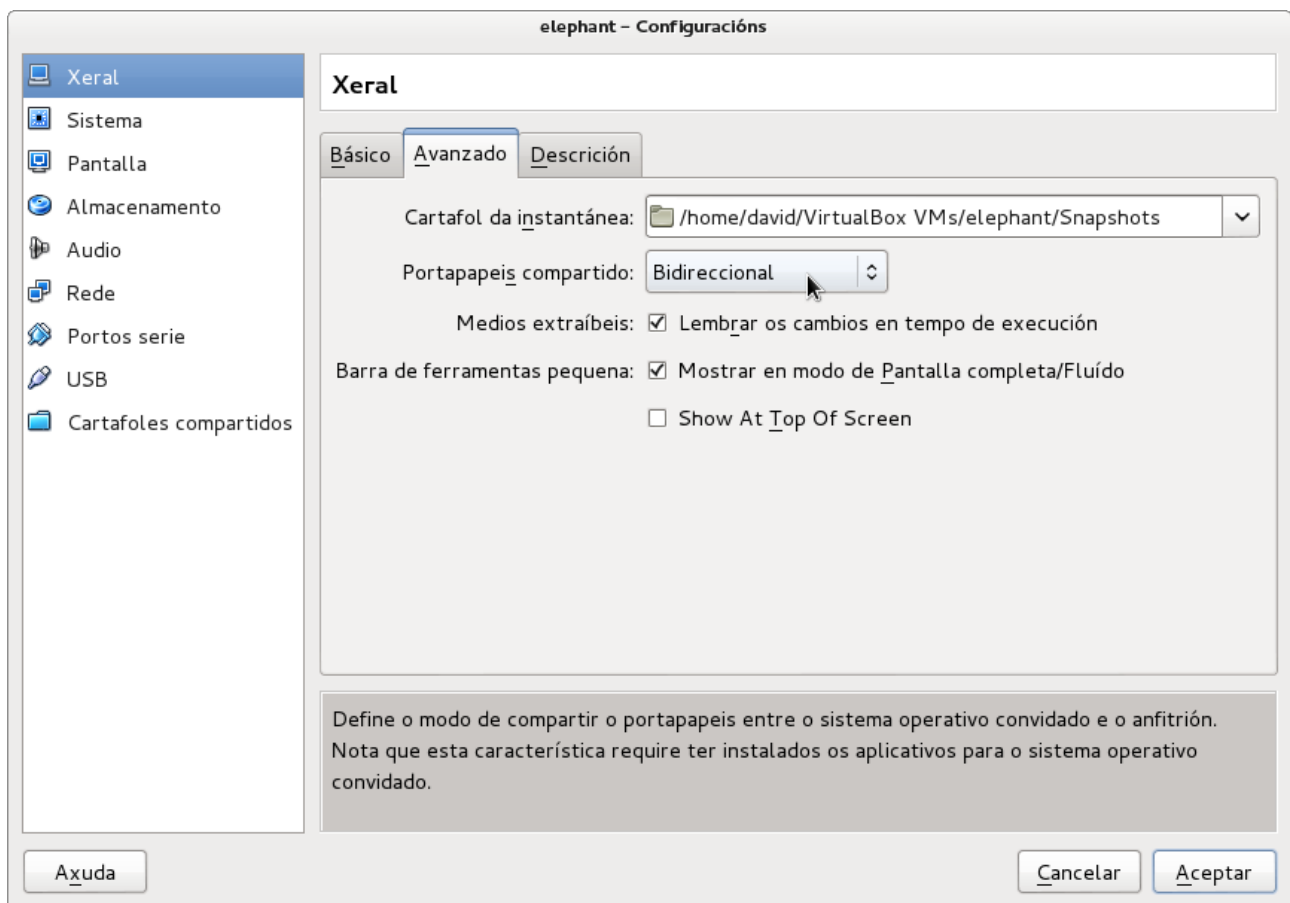 elephant – Configuracións
Xeral
Sistema
Pantalla
Almacenamento
Audio
Rede
Portos serie
USB
Cartafoles compartidos
Xeral
Básico Avanzado Descrición
Cartafol da instantánea: /home/david/VirtualBox VMs/elephant/Snapshots
Portapapeis compartido: Bidireccional
Medios extraíbeis: Lembrar os cambios en tempo de execución
Barra de ferramentas pequena: Mostrar en modo de Pantalla completa/Fluído
Show At Top Of Screen
Define o modo de compartir o portapapeis entre o sistema operativo convidado e o anfitrión.
Nota que esta característica require ter instalados os aplicativos para o sistema operativo
convidado.
Axuda Cancelar Aceptar